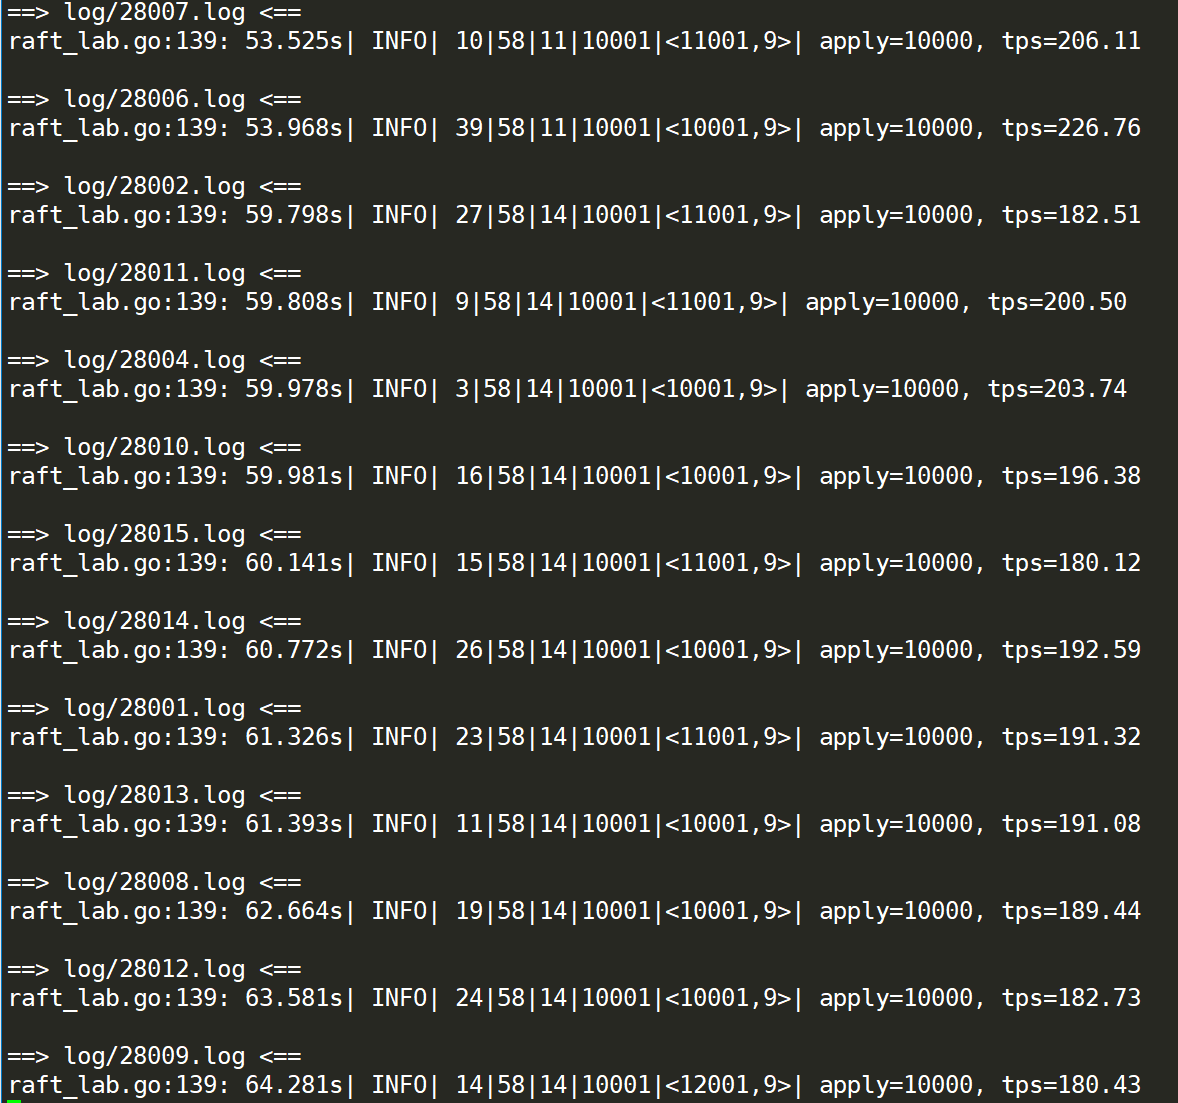 ==> log/28007.log <==
raft_lab.go:139: 53.525s| INFO| 10|58|11|10001|<11001,9>| apply=10000, tps=206.11
==> log/28006.log <==
raft_lab.go:139: 53.968s| INFO| 39|58|11|10001|<10001,9>| apply=10000, tps=226.76
==> log/28002.log <==
raft_lab.go:139: 59.798s| INFO| 27|58|14|10001|<11001,9>| apply=10000, tps=182.51
==> log/28011.log <==
raft_lab.go:139: 59.808s| INFO| 9|58|14|10001|<11001,9>| apply=10000, tps=200.50
==> log/28004.log <==
raft_lab.go:139: 59.978s| INFO| 3|58|14|10001|<10001,9>| apply=10000, tps=203.74
==> log/28010.log <==
raft_lab.go:139: 59.981s| INFO| 16|58|14|10001|<10001,9>| apply=10000, tps=196.38
==> log/28015.log <==
raft_lab.go:139: 60.141s| INFO| 15|58|14|10001|<11001,9>| apply=10000, tps=180.12
==> log/28014.log <==
raft_lab.go:139: 60.772s| INFO| 26|58|14|10001|<10001,9>| apply=10000, tps=192.59
==> log/28001.log <==
raft_lab.go:139: 61.326s| INFO| 23|58|14|10001|<11001,9>| apply=10000, tps=191.32
==> log/28013.log <==
raft_lab.go:139: 61.393s| INFO| 11|58|14|10001|<10001,9>| apply=10000, tps=191.08
==> log/28008.log <==
raft_lab.go:139: 62.664s| INFO| 19|58|14|10001|<10001,9>| apply=10000, tps=189.44
==> log/28012.log <==
raft_lab.go:139: 63.581s| INFO| 24|58|14|10001|<10001,9>| apply=10000, tps=182.73
==> log/28009.log <==
raft_lab.go:139: 64.281s| INFO| 14|58|14|10001|<12001,9>| apply=10000, tps=180.43